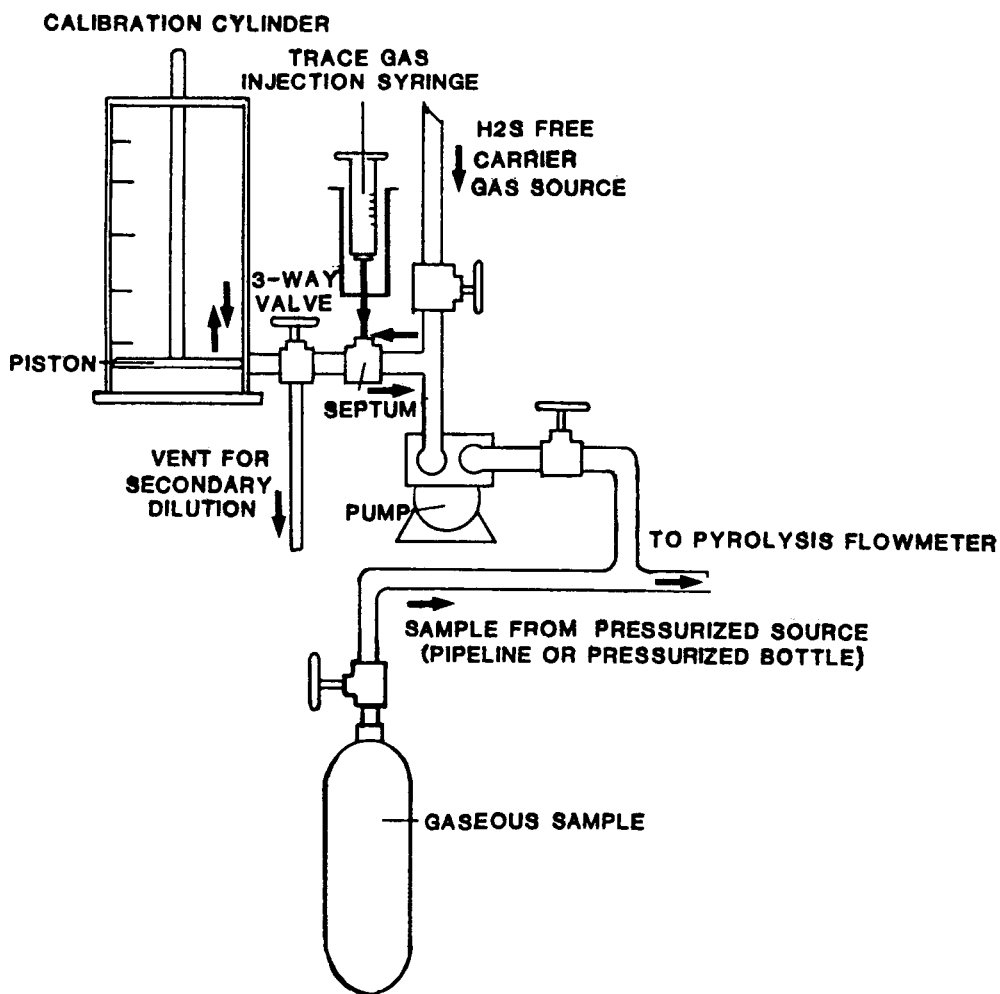 CALIBRATION CYLINDER
TRACE GAS
INJECTION SYRINGE
H2S FREE
CARRIER
GAS SOURCE
3-WAY
VALVE
PISTON
SEPTUM
VENT FOR
SECONDARY
DILUTION
PUMP
TO PYROLYSIS FLOWMETER
SAMPLE FROM PRESSURIZED SOURCE
(PIPELINE OR PRESSURIZED BOTTLE)
GASEOUS SAMPLE